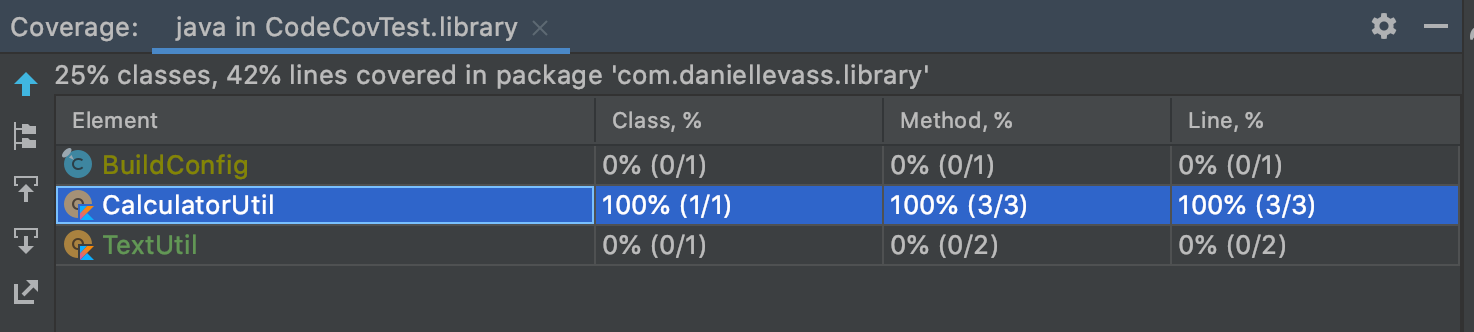 Coverage: java in CodeCovTest.library
25% classes, 42% lines covered in package 'com.daniellevass.library'
Element Class, % Method, % Line, %
BuildConfig 0% (0/1) 0% (0/1) 0% (0/1)
CalculatorUtil 100% (1/1) 100% (3/3) 100% (3/3)
TextUtil 0% (0/1) 0% (0/2) 0% (0/2)